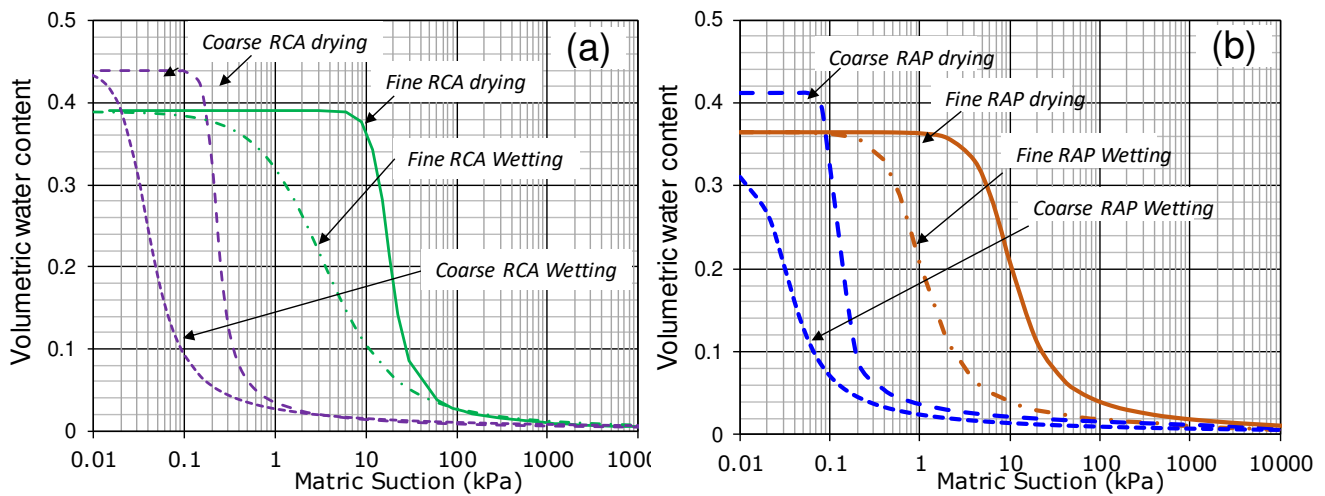 (a)
0.5
0.4
0.3
0.2
0.1
0
Volumetric water content
Coarse RCA drying
Fine RCA drying
Fine RCA Wetting
Coarse RCA Wetting
0.01 0.1 1 10 100 1000
Matric Suction (kPa)
(b)
0.5
0.4
0.3
0.2
0.1
0
Volumetric water content
Coarse RAP drying
Fine RAP drying
Fine RAP Wetting
Coarse RAP Wetting
0.01 0.1 1 10 100 1000 10000
Matric Suction (kPa)